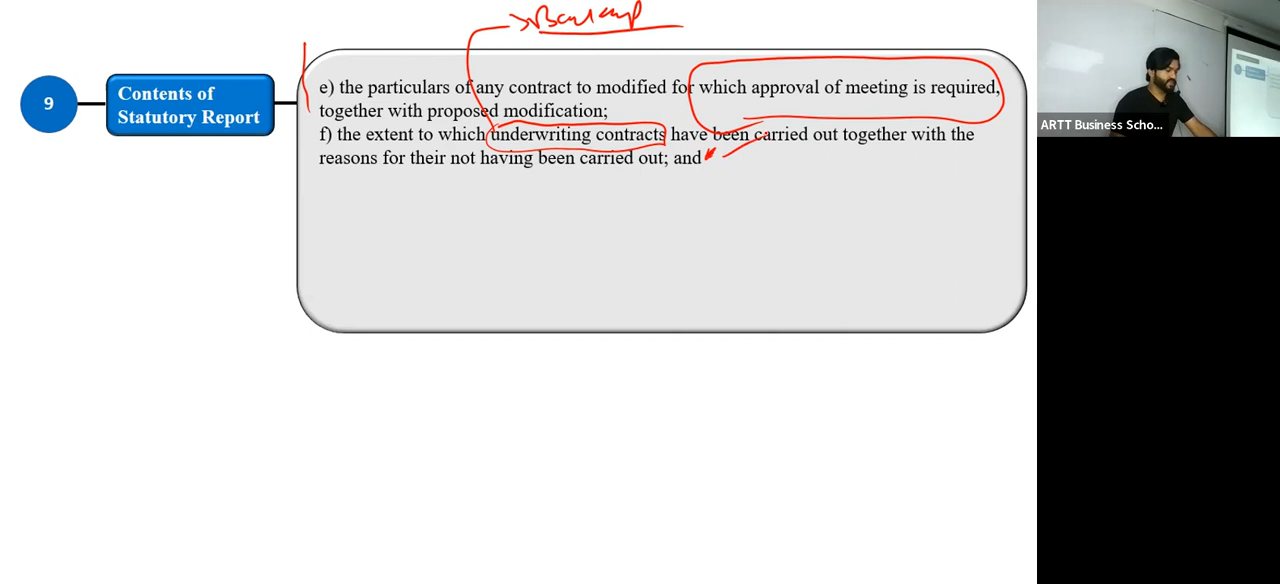 9
Contents of
Statutory Report
e) the particulars of any contract to modified for which approval of meeting is required,
together with proposed modification;
f) the extent to which underwriting contracts have been carried out together with the
reasons for their not having been carried out; and
ARTT Business Scho...